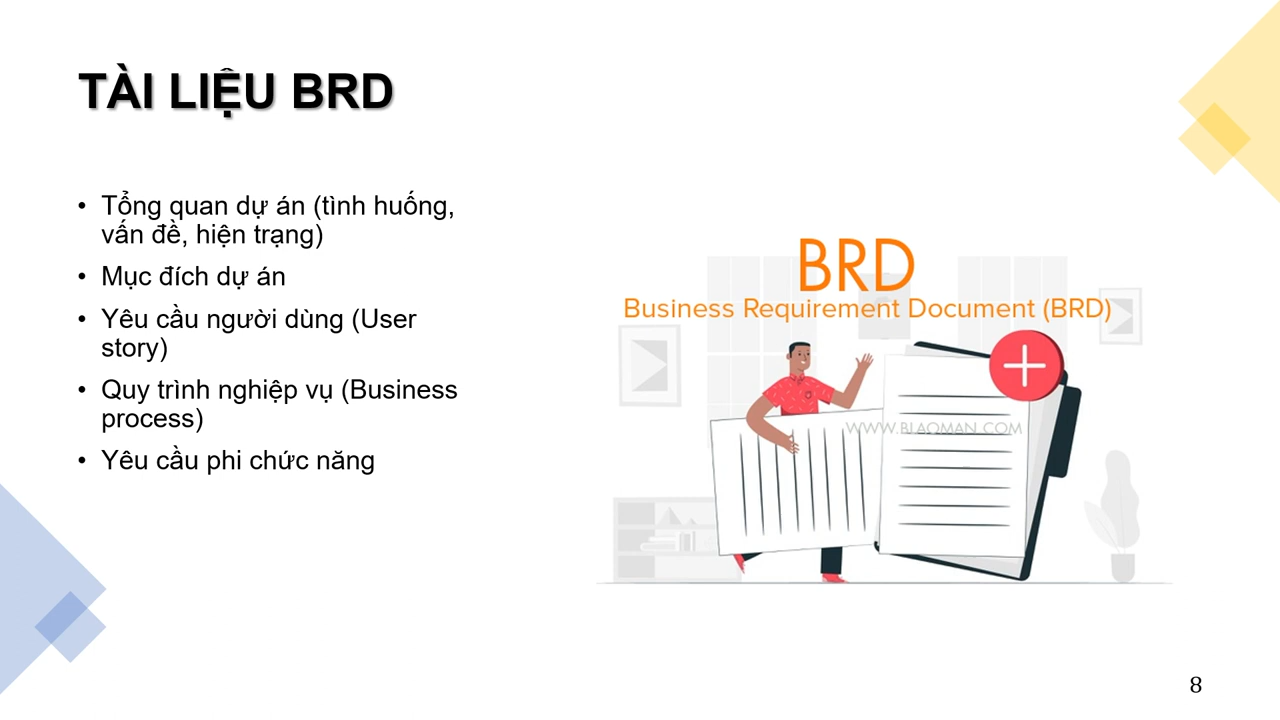 TÀI LIỆU BRD
• Tổng quan dự án (tình huống,
vấn đề, hiện trạng)
• Mục đích dự án
• Yêu cầu người dùng (User
story)
• Quy trình nghiệp vụ (Business
process)
• Yêu cầu phi chức năng
BRD
Business Requirement Document (BRD)
WWW.BLAOMAN.COM
8